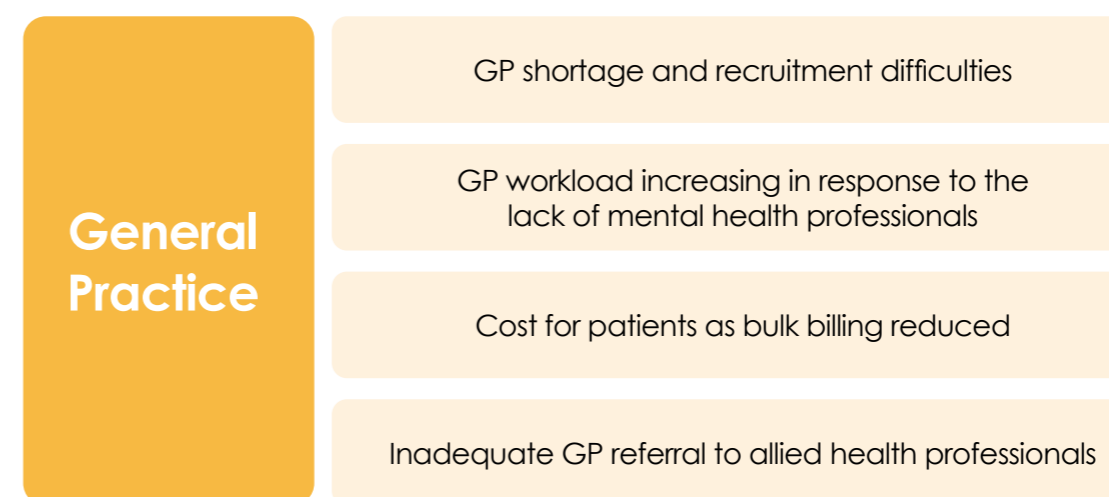 General
Practice
GP shortage and recruitment difficulties
GP workload increasing in response to the
lack of mental health professionals
Cost for patients as bulk billing reduced
Inadequate GP referral to allied health professionals